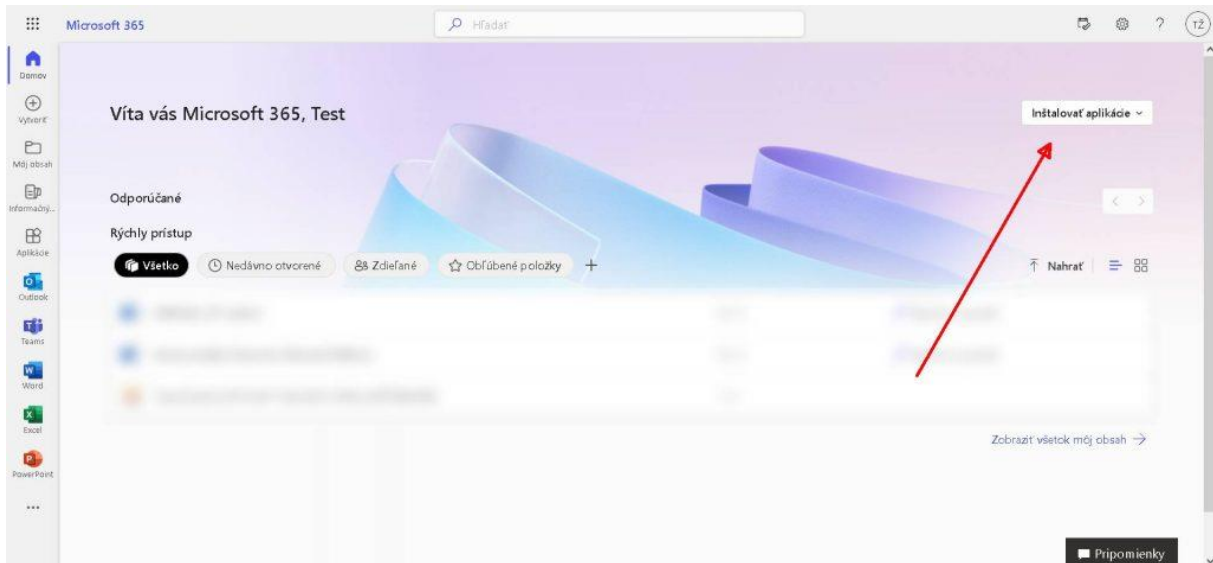 Microsoft 365
Hľadať
?
TŽ
Domov
Vytvoriť
Môj obsah
Informačný...
Aplikácie
Outlook
Teams
Word
Excel
PowerPoint
Víta vás Microsoft 365, Test
Inštalovať aplikácie
Odporúčané
Rýchly prístup
Všetko
Nedávno otvorené
Zdieľané
Obľúbené položky
Nahrať
Zobraziť všetok môj obsah
Pripomienky